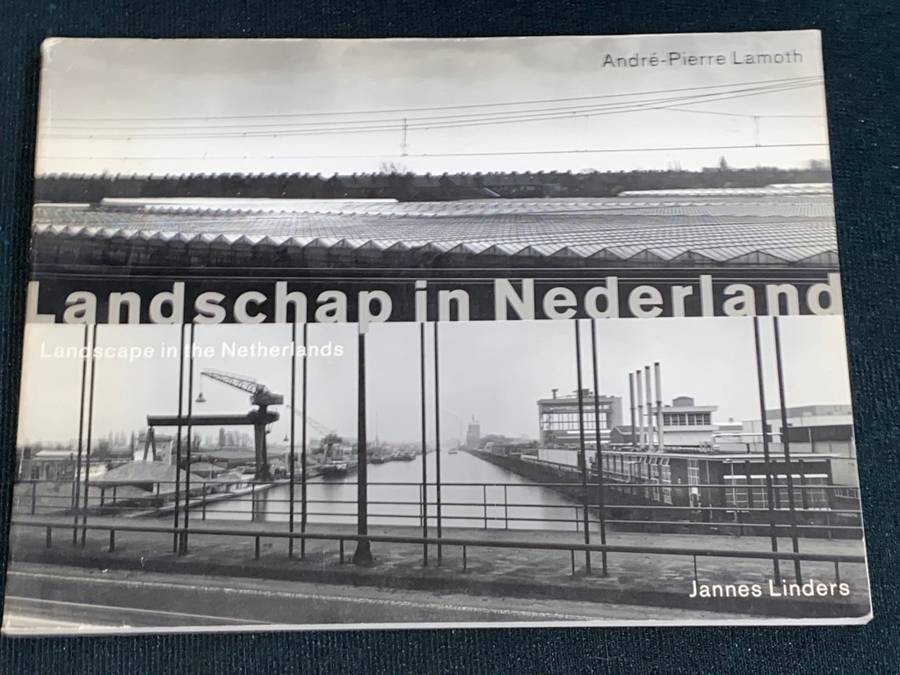 André-Pierre Lamoth
Landschap in Nederland
Landscape in the Netherlands
Jannes Linders